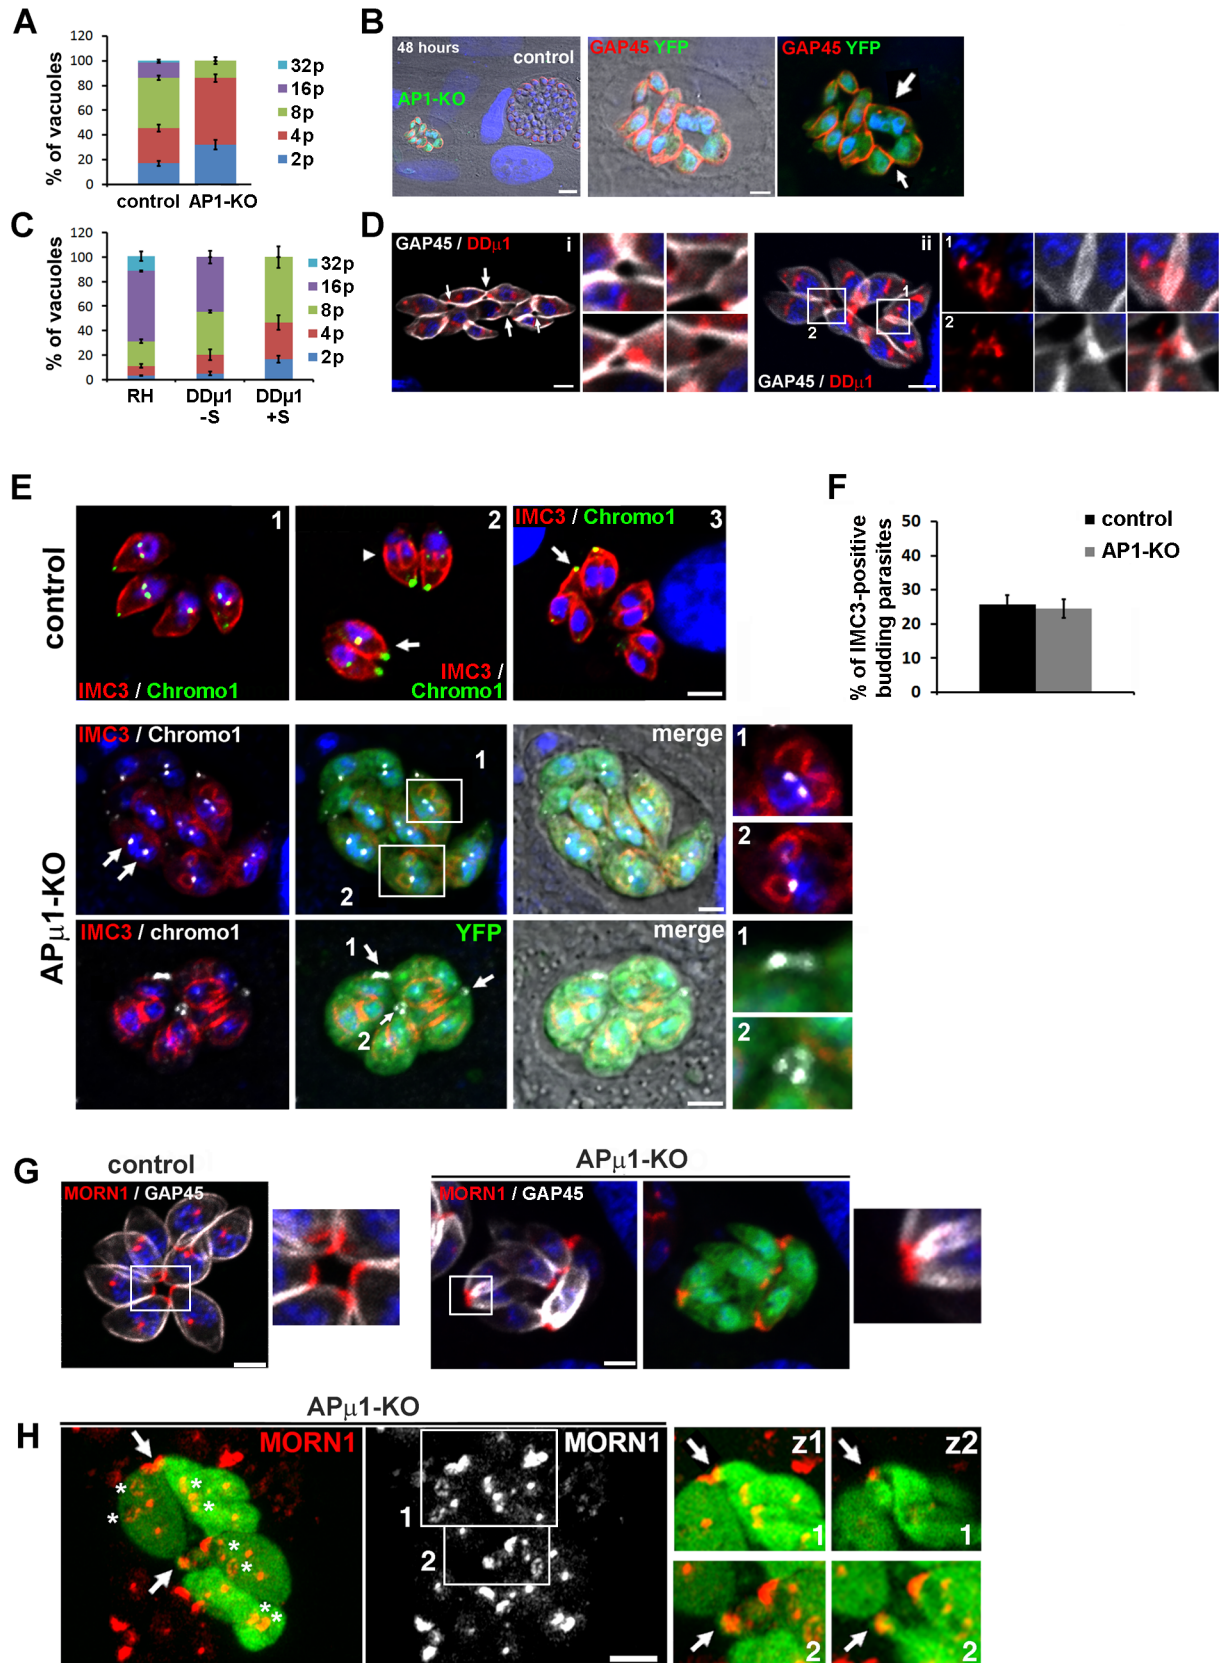 A
120
100
80
60
40
20
0
% of vacuoles
control AP1-KO
32p
16p
8p
4p
2p
B
48 hours
control
AP1-KO
GAP45 YFP
GAP45 YFP
C
120
100
80
60
40
20
0
% of vacuoles
RH DDµ1 -S DDµ1 +S
32p
16p
8p
4p
2p
D
GAP45 / DDµ1 i
ii
1
2
GAP45 / DDµ1
1
2
E
control
1
IMC3 / Chromo1
2
IMC3 /
Chromo1
IMC3 / Chromo1 3
F
50
40
30
20
10
0
% of IMC3-positive
budding parasites
control
AP1-KO
APµ1-KO
IMC3 / Chromo1
1
2
merge
1
2
IMC3 / chromo1
YFP
1
2
merge
1
2
G
control
MORN1 / GAP45
APµ1-KO
MORN1 / GAP45
H
APµ1-KO
MORN1
* * * * * * * *
MORN1
1
2
z1
1
z2
1
2
2